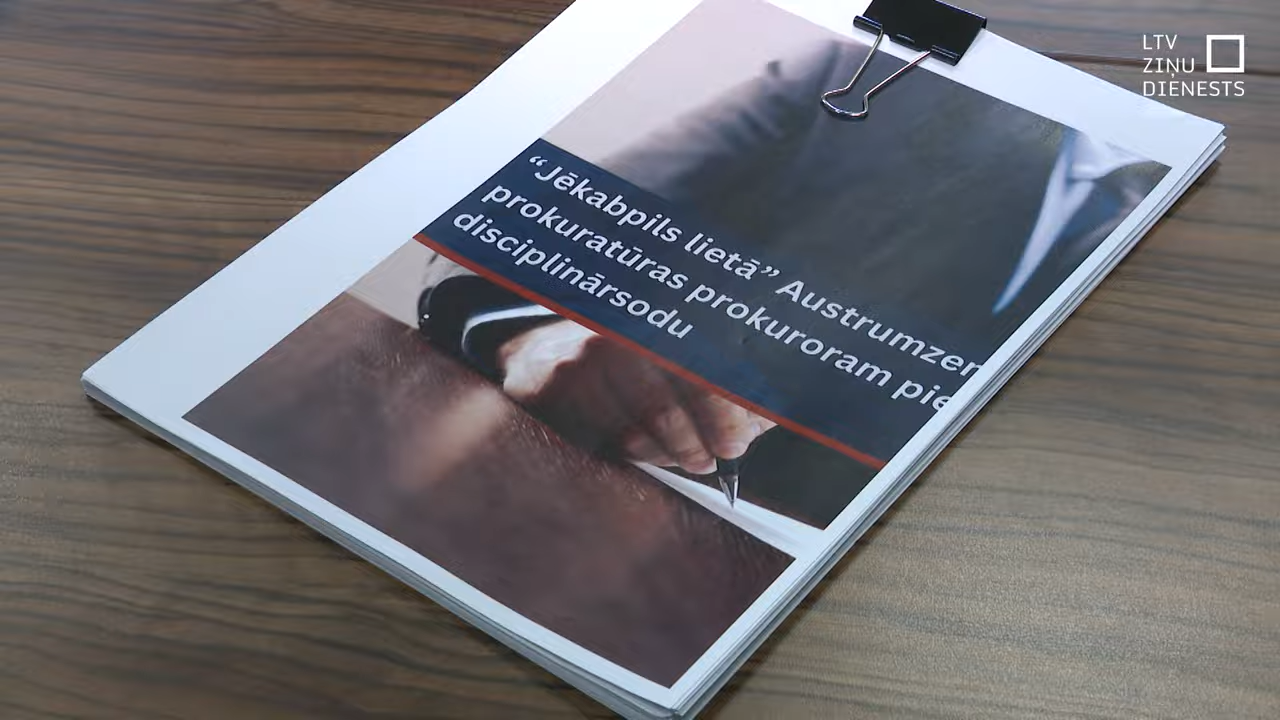 LTV
ZIŅU
DIENESTS
“Jēkabpils lietā” Austrumzem
prokuratūras prokuroram pie
disciplinārsodu